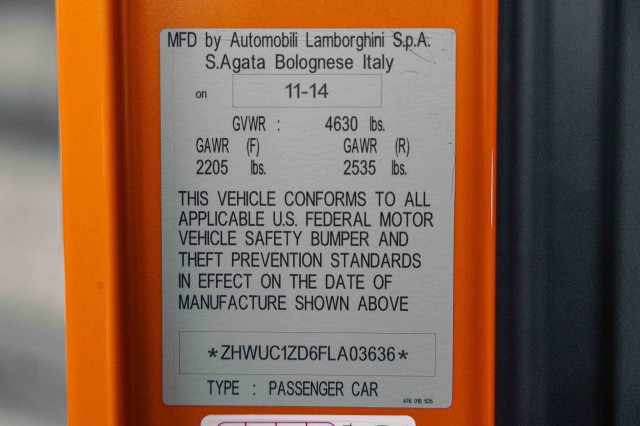 MFD by Automobili Lamborghini S.p.A.
S.Agata Bolognese Italy
on 11-14
GVWR : 4630 lbs.
GAWR (F) GAWR (R)
2205 lbs. 2535 lbs.
THIS VEHICLE CONFORMS TO ALL
APPLICABLE U.S. FEDERAL MOTOR
VEHICLE SAFETY BUMPER AND
THEFT PREVENTION STANDARDS
IN EFFECT ON THE DATE OF
MANUFACTURE SHOWN ABOVE
*ZHWUC1ZD6FLA03636*
TYPE : PASSENGER CAR